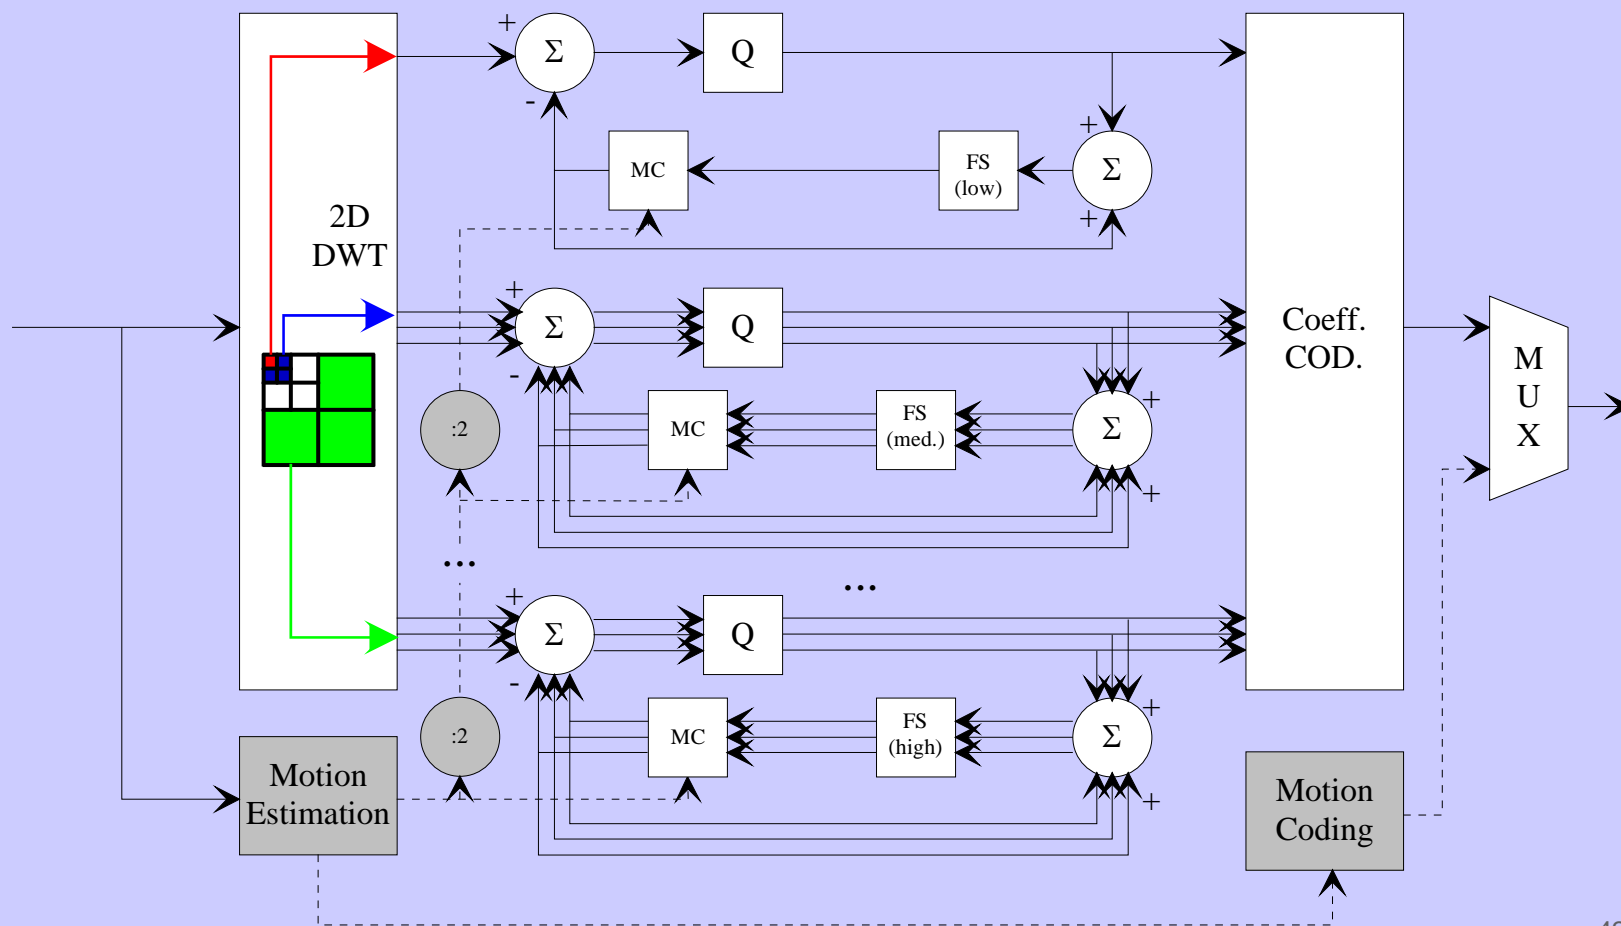 +
Σ
-
Q
+
MC
FS
(low)
Σ
+
2D
DWT
+
Σ
-
Q
Coeff.
COD.
M
U
X
:2
MC
FS
(med.)
+
Σ
+
...
...
+
Σ
-
Q
:2
MC
FS
(high)
+
Σ
+
Motion
Estimation
Motion
Coding